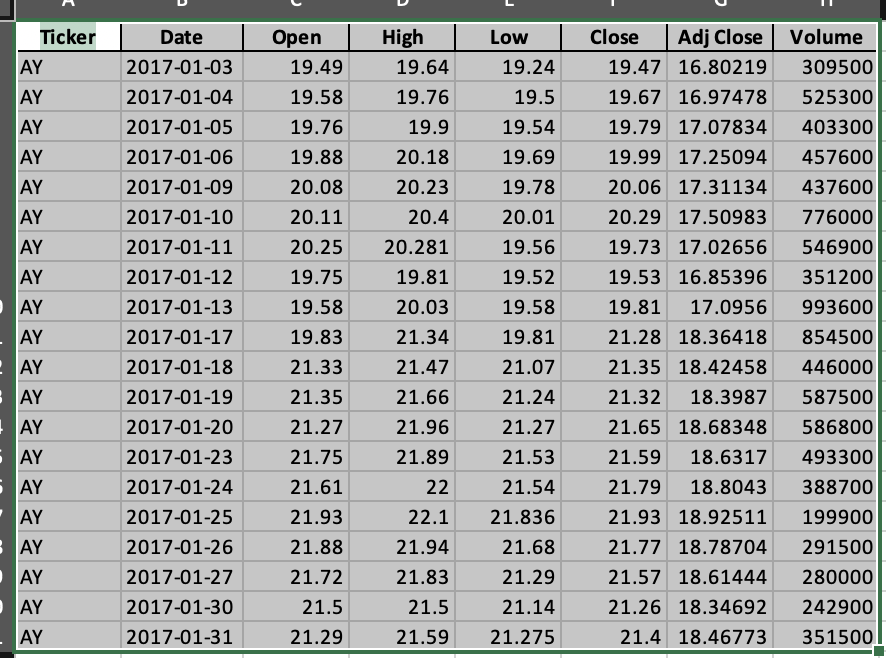 Ticker Date Open High Low Close Adj Close Volume
AY 2017-01-03 19.49 19.64 19.24 19.47 16.80219 309500
AY 2017-01-04 19.58 19.76 19.5 19.67 16.97478 525300
AY 2017-01-05 19.76 19.9 19.54 19.79 17.07834 403300
AY 2017-01-06 19.88 20.18 19.69 19.99 17.25094 457600
AY 2017-01-09 20.08 20.23 19.78 20.06 17.31134 437600
AY 2017-01-10 20.11 20.4 20.01 20.29 17.50983 776000
AY 2017-01-11 20.25 20.281 19.56 19.73 17.02656 546900
AY 2017-01-12 19.75 19.81 19.52 19.53 16.85396 351200
AY 2017-01-13 19.58 20.03 19.58 19.81 17.0956 993600
AY 2017-01-17 19.83 21.34 19.81 21.28 18.36418 854500
AY 2017-01-18 21.33 21.47 21.07 21.35 18.42458 446000
AY 2017-01-19 21.35 21.66 21.24 21.32 18.3987 587500
AY 2017-01-20 21.27 21.96 21.27 21.65 18.68348 586800
AY 2017-01-23 21.75 21.89 21.53 21.59 18.6317 493300
AY 2017-01-24 21.61 22 21.54 21.79 18.8043 388700
AY 2017-01-25 21.93 22.1 21.836 21.93 18.92511 199900
AY 2017-01-26 21.88 21.94 21.68 21.77 18.78704 291500
AY 2017-01-27 21.72 21.83 21.29 21.57 18.61444 280000
AY 2017-01-30 21.5 21.5 21.14 21.26 18.34692 242900
AY 2017-01-31 21.29 21.59 21.275 21.4 18.46773 351500